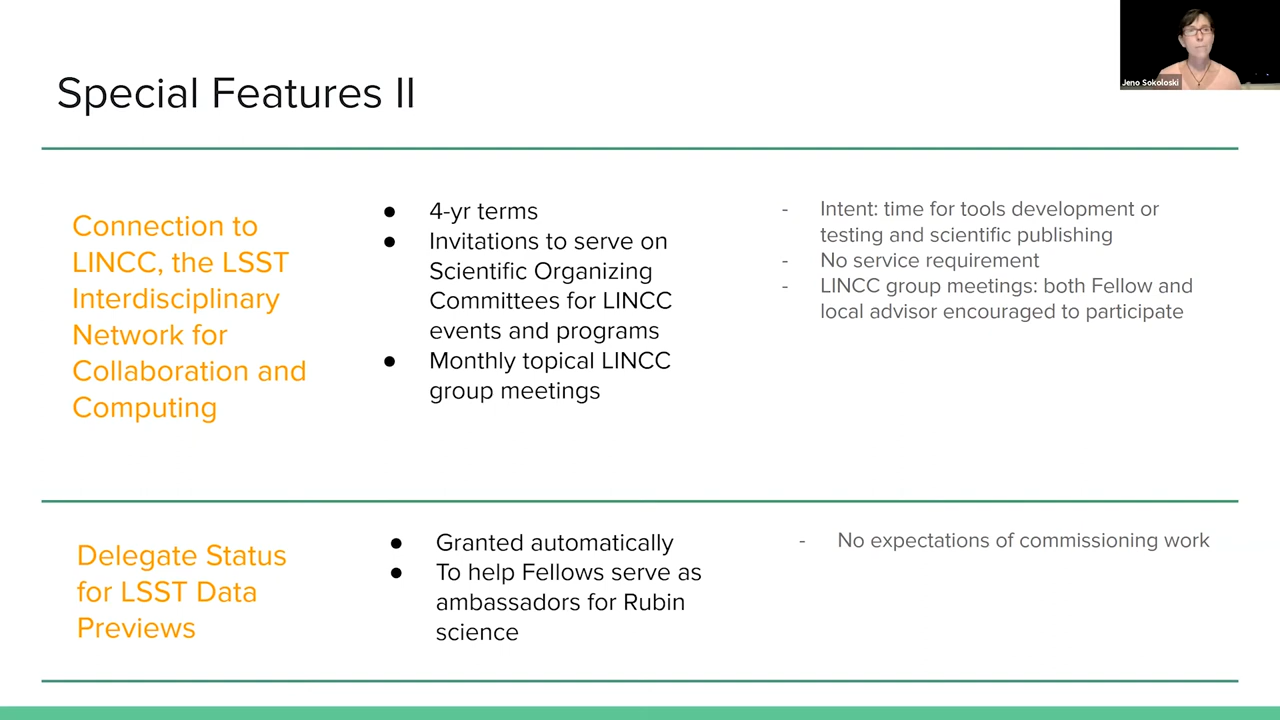 Jeno Sokoloski
Special Features II
Connection to
LINCC, the LSST
Interdisciplinary
Network for
Collaboration and
Computing
● 4-yr terms
● Invitations to serve on
Scientific Organizing
Committees for LINCC
events and programs
● Monthly topical LINCC
group meetings
- Intent: time for tools development or
testing and scientific publishing
- No service requirement
- LINCC group meetings: both Fellow and
local advisor encouraged to participate
Delegate Status
for LSST Data
Previews
● Granted automatically
● To help Fellows serve as
ambassadors for Rubin
science
- No expectations of commissioning work